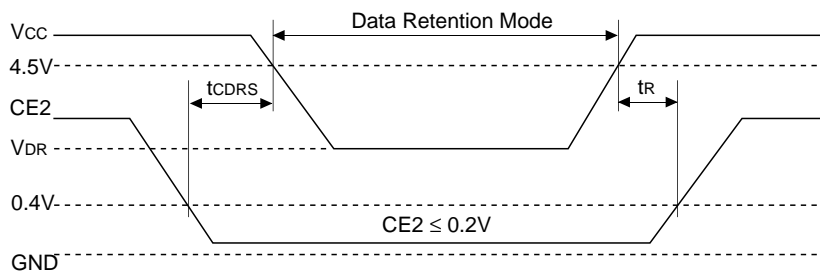 Data Retention Mode
VCC
4.5V
tCDRS
tR
CE2
VDR
0.4V
CE2 ≤ 0.2V
GND